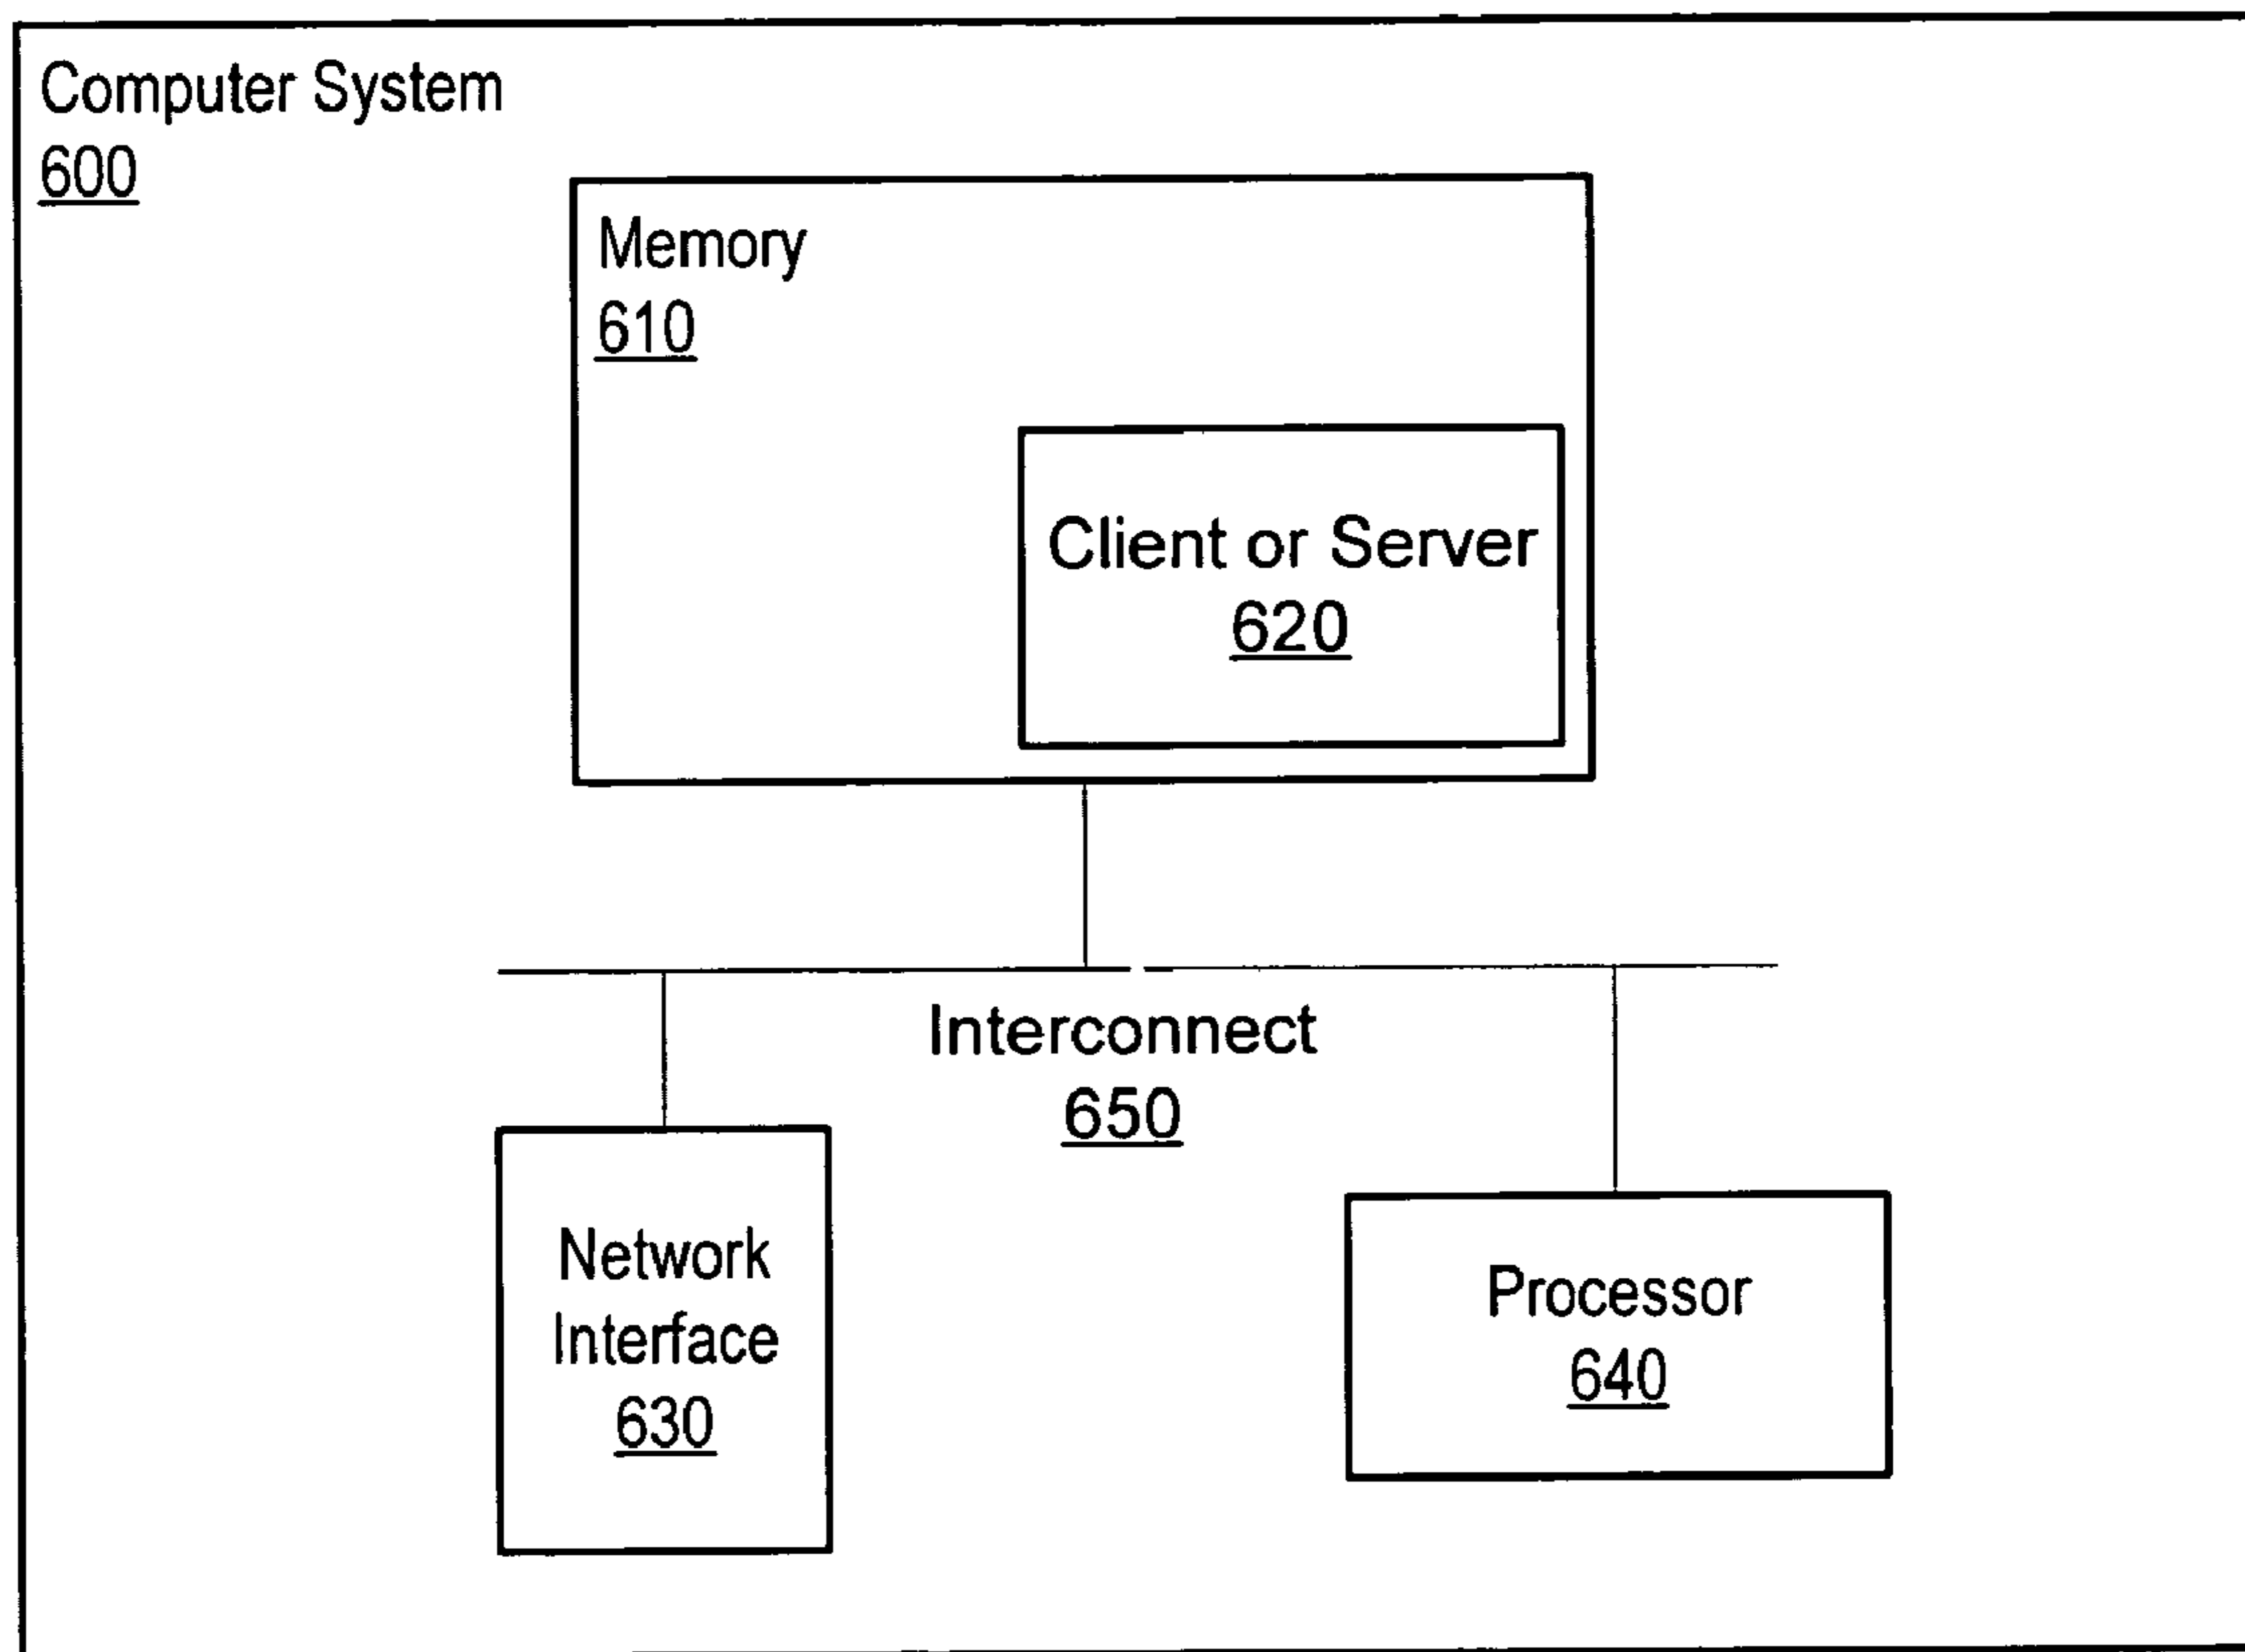 Computer System
600
Memory
610
Client or Server
620
Interconnect
650
Network
Interface
630
Processor
640